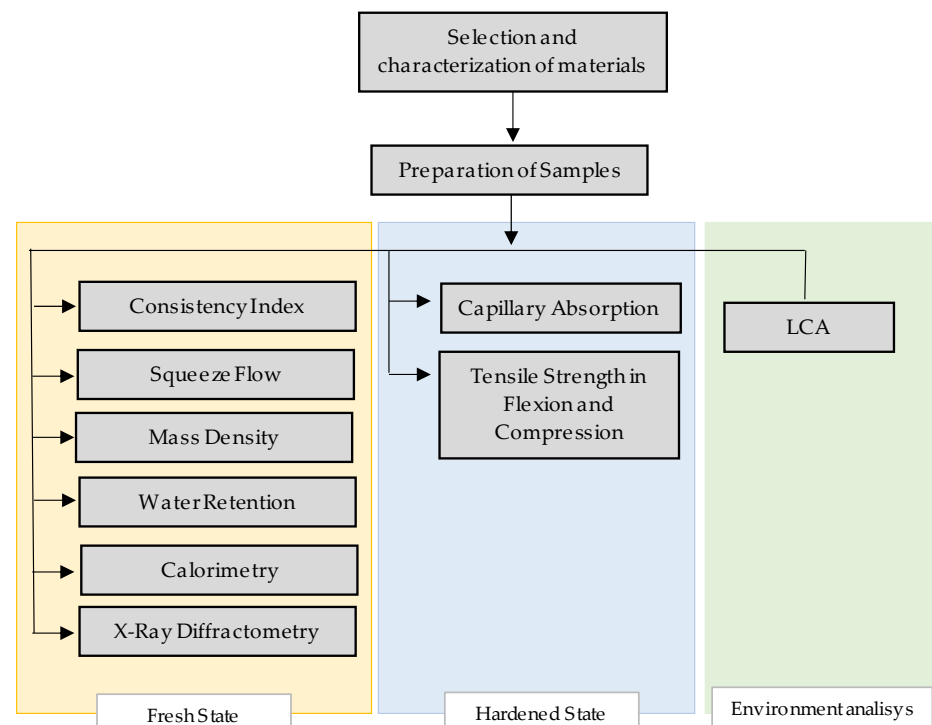 Selection and
characterization of materials
Preparation of Samples
Consistency Index
Squeeze Flow
Mass Density
Water Retention
Calorimetry
X-Ray Diffractometry
Fresh State
Capillary Absorption
Tensile Strength in
Flexion and
Compression
Hardened State
LCA
Environment analisys